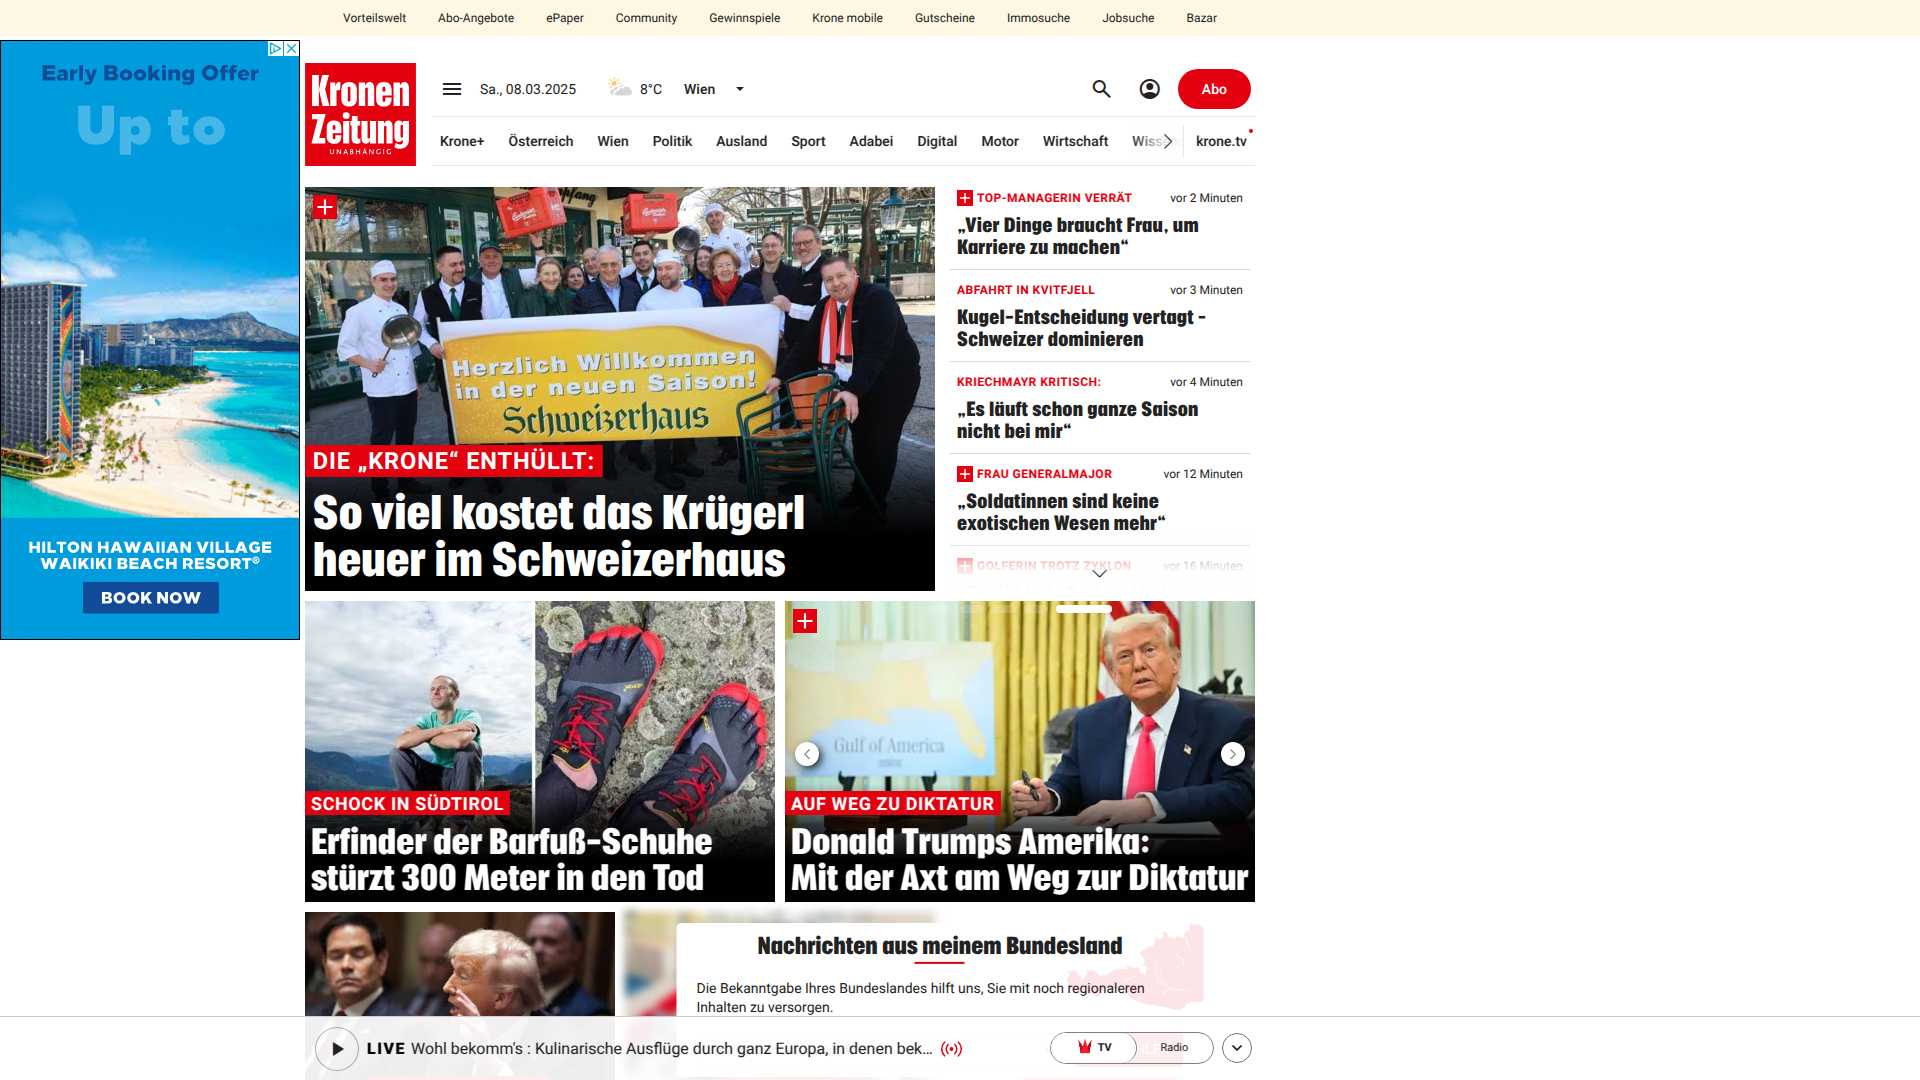 Vorteilswelt Abo-Angebote ePaper Community Gewinnspiele Krone mobile Gutscheine Immosuche Jobsuche Bazar
Early Booking Offer
Up to
HILTON HAWAIIAN VILLAGE
WAIKIKI BEACH RESORT®
BOOK NOW
Kronen
Zeitung
UNABHÄNGIG
Sa., 08.03.2025 8°C Wien
Abo
Krone+ Österreich Wien Politik Ausland Sport Adabei Digital Motor Wirtschaft krone.tv
Herzlich Willkommen
in der neuen Saison!
Schweizerhaus
DIE „KRONE“ ENTHÜLLT:
So viel kostet das Krügerl
heuer im Schweizerhaus
TOP-MANAGERIN VERRÄT vor 2 Minuten
„Vier Dinge braucht Frau, um
Karriere zu machen“
ABFAHRT IN KVITFJELL vor 3 Minuten
Kugel-Entscheidung vertagt –
Schweizer dominieren
KRIECHMAYR KRITISCH: vor 4 Minuten
„Es läuft schon ganze Saison
nicht bei mir“
FRAU GENERALMAJOR vor 12 Minuten
„Soldatinnen sind keine
exotischen Wesen mehr“
GOLFERIN TROTZ ZYKLON vor 16 Minuten
SCHOCK IN SÜDTIROL
Erfinder der Barfuß-Schuhe
stürzt 300 Meter in den Tod
Gulf of America
AUF WEG ZU DIKTATUR
Donald Trumps Amerika:
Mit der Axt am Weg zur Diktatur
Nachrichten aus meinem Bundesland
Die Bekanntgabe Ihres Bundeslandes hilft uns, Sie mit noch regionaleren
Inhalten zu versorgen.
LIVE Wohl bekomm's : Kulinarische Ausflüge durch ganz Europa, in denen bek...
TV Radio